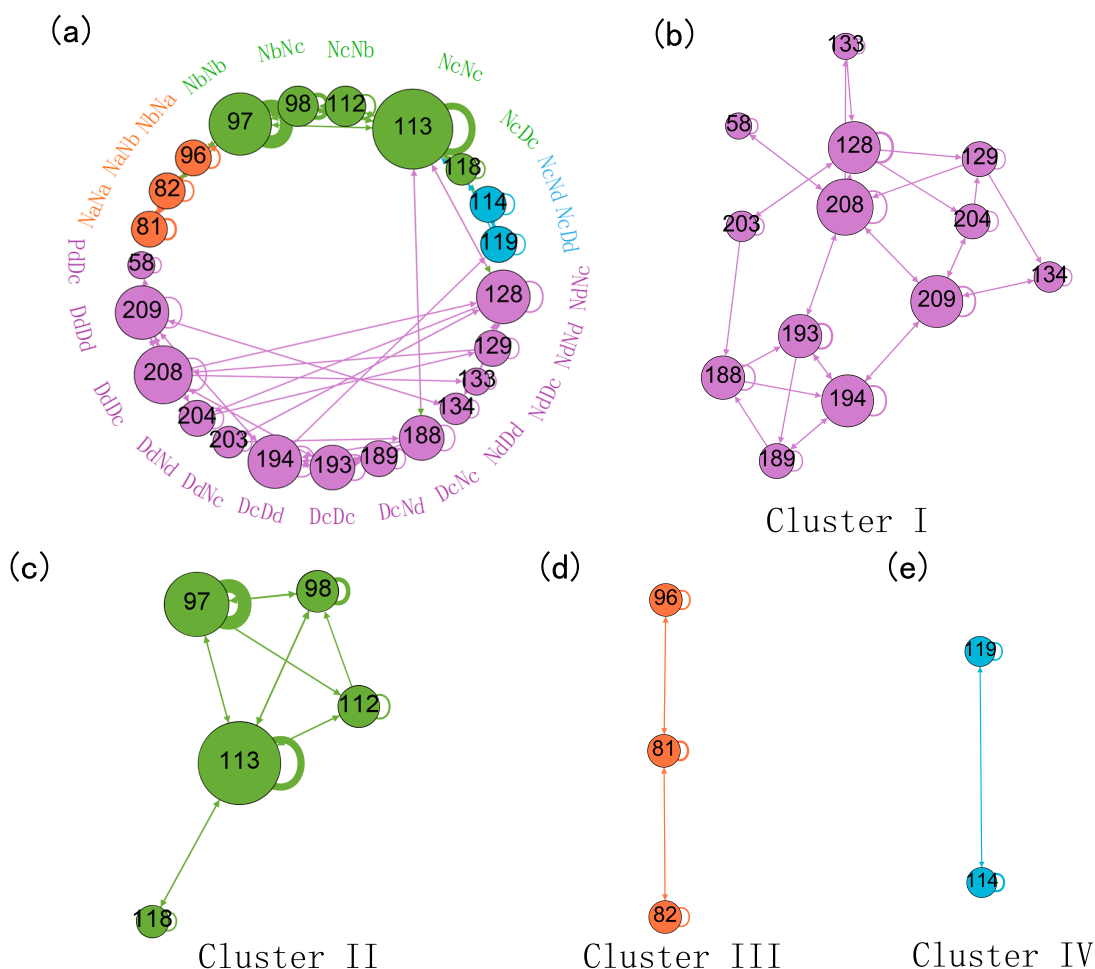 (a)
NaNa
NaNb
NbNa
NbNb
NbNc
NcNb
NcNc
NcDc
NcNd
NcDd
NdNc
NdNd
NdDc
NdDd
DcNc
DcNd
DcDc
DcDd
DdNc
DdNd
DdDc
DdDd
PdDc
81
82
96
97
98
112
113
118
114
119
128
129
133
134
188
189
193
194
203
204
208
209
58
(b)
133
58
128
129
208
203
204
134
209
193
188
194
189
Cluster I
(c)
97
98
112
113
118
Cluster II
(d)
96
81
82
Cluster III
(e)
119
114
Cluster IV